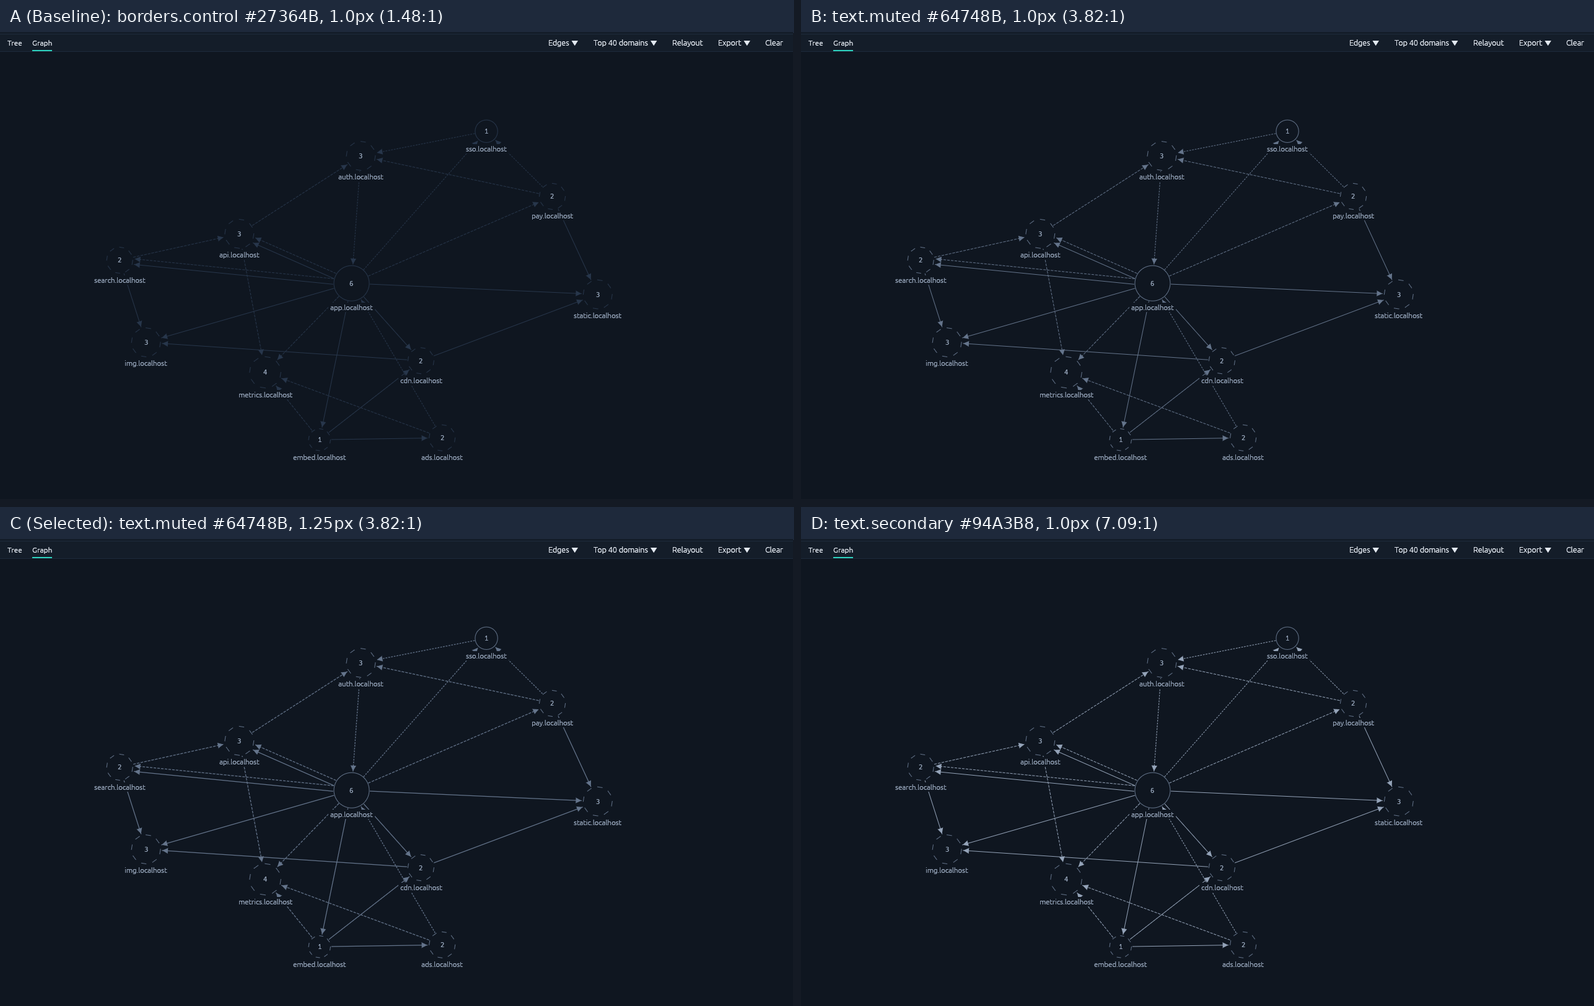 A (Baseline): borders.control #27364B, 1.0px (1.48:1)
Tree Graph Edges ▼ Top 40 domains ▼ Relayout Export ▼ Clear
1
sso.localhost
3
auth.localhost
2
pay.localhost
3
api.localhost
2
search.localhost
6
app.localhost
3
static.localhost
3
img.localhost
2
cdn.localhost
4
metrics.localhost
1
embed.localhost
2
ads.localhost
B: text.muted #64748B, 1.0px (3.82:1)
Tree Graph Edges ▼ Top 40 domains ▼ Relayout Export ▼ Clear
1
sso.localhost
3
auth.localhost
2
pay.localhost
3
api.localhost
2
search.localhost
6
app.localhost
3
static.localhost
3
img.localhost
2
cdn.localhost
4
metrics.localhost
1
embed.localhost
2
ads.localhost
C (Selected): text.muted #64748B, 1.25px (3.82:1)
Tree Graph Edges ▼ Top 40 domains ▼ Relayout Export ▼ Clear
1
sso.localhost
3
auth.localhost
2
pay.localhost
3
api.localhost
2
search.localhost
6
app.localhost
3
static.localhost
3
img.localhost
2
cdn.localhost
4
metrics.localhost
1
embed.localhost
2
ads.localhost
D: text.secondary #94A3B8, 1.0px (7.09:1)
Tree Graph Edges ▼ Top 40 domains ▼ Relayout Export ▼ Clear
1
sso.localhost
3
auth.localhost
2
pay.localhost
3
api.localhost
2
search.localhost
6
app.localhost
3
static.localhost
3
img.localhost
2
cdn.localhost
4
metrics.localhost
1
embed.localhost
2
ads.localhost